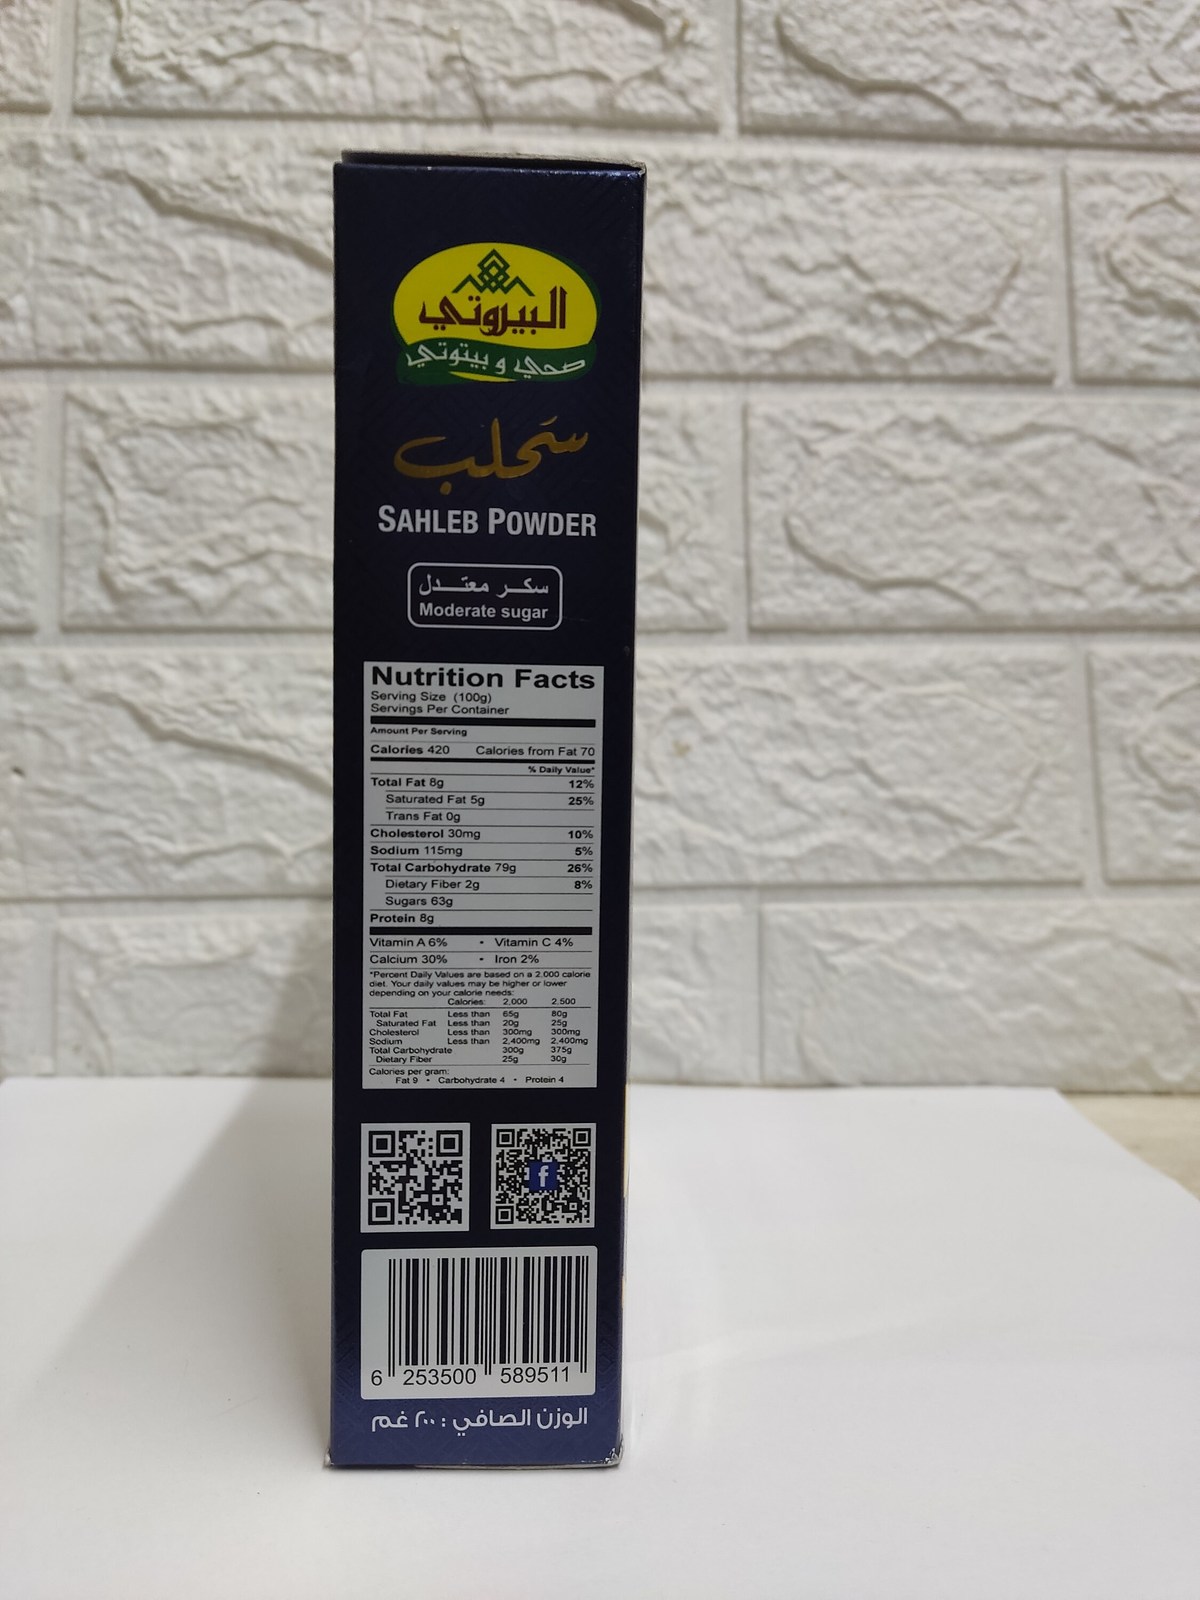 البيروتي
صحي و بيتوتي
سحلب
SAHLEB POWDER
سكر معتدل
Moderate sugar
Nutrition Facts
Serving Size (100g)
Servings Per Container
Amount Per Serving
Calories 420 Calories from Fat 70
% Daily Value*
Total Fat 8g 12%
Saturated Fat 5g 25%
Trans Fat 0g
Cholesterol 30mg 10%
Sodium 115mg 5%
Total Carbohydrate 79g 26%
Dietary Fiber 2g 8%
Sugars 63g
Protein 8g
Vitamin A 6% • Vitamin C 4%
Calcium 30% • Iron 2%
*Percent Daily Values are based on a 2.000 calorie
diet. Your daily values may be higher or lower
depending on your calorie needs:
Calories: 2,000 2.500
Total Fat Less than 65g 80g
Saturated Fat Less than 20g 25g
Cholesterol Less than 300mg 300mg
Sodium Less than 2,400mg 2,400mg
Total Carbohydrate 300g 375g
Dietary Fiber 25g 30g
Calories per gram:
Fat 9 • Carbohydrate 4 • Protein 4
f
6 253500 589511
الوزن الصافي : ٢٠٠ غم